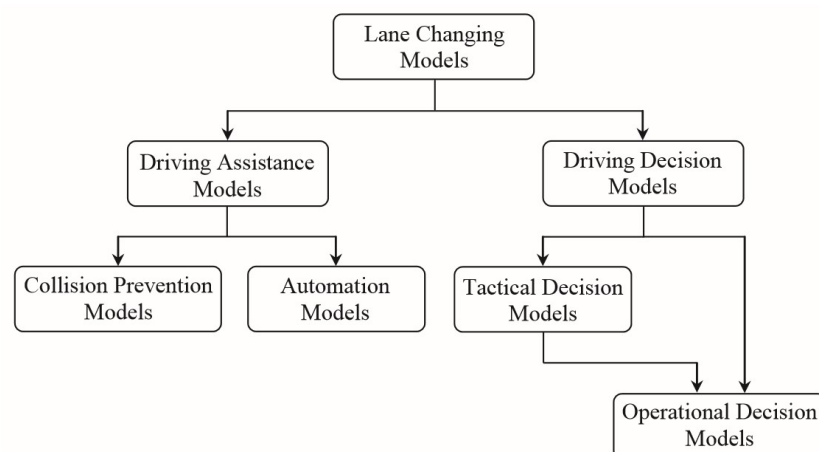 Lane Changing
Models
Driving Assistance
Models
Driving Decision
Models
Collision Prevention
Models
Automation
Models
Tactical Decision
Models
Operational Decision
Models